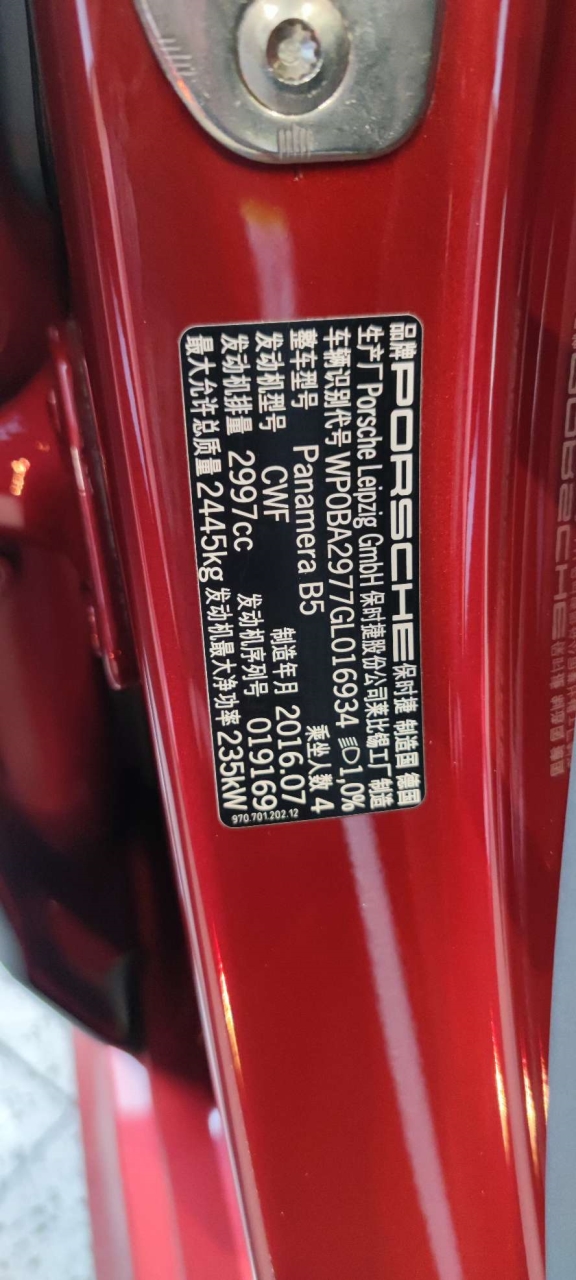 品牌 PORSCHE 保时捷 制造国 德国
生产厂 Porsche Leipzig GmbH 保时捷股份公司莱比锡工厂制造
车辆识别代号 WP0BA2977GL016934 1,0%
整车型号 Panamera B5 乘坐人数 4
发动机型号 CWF 制造年月 2016.07
发动机排量 2997cc 发动机序列号 019169
最大允许总质量 2445kg 发动机最大净功率 235kW
970.701.202.12